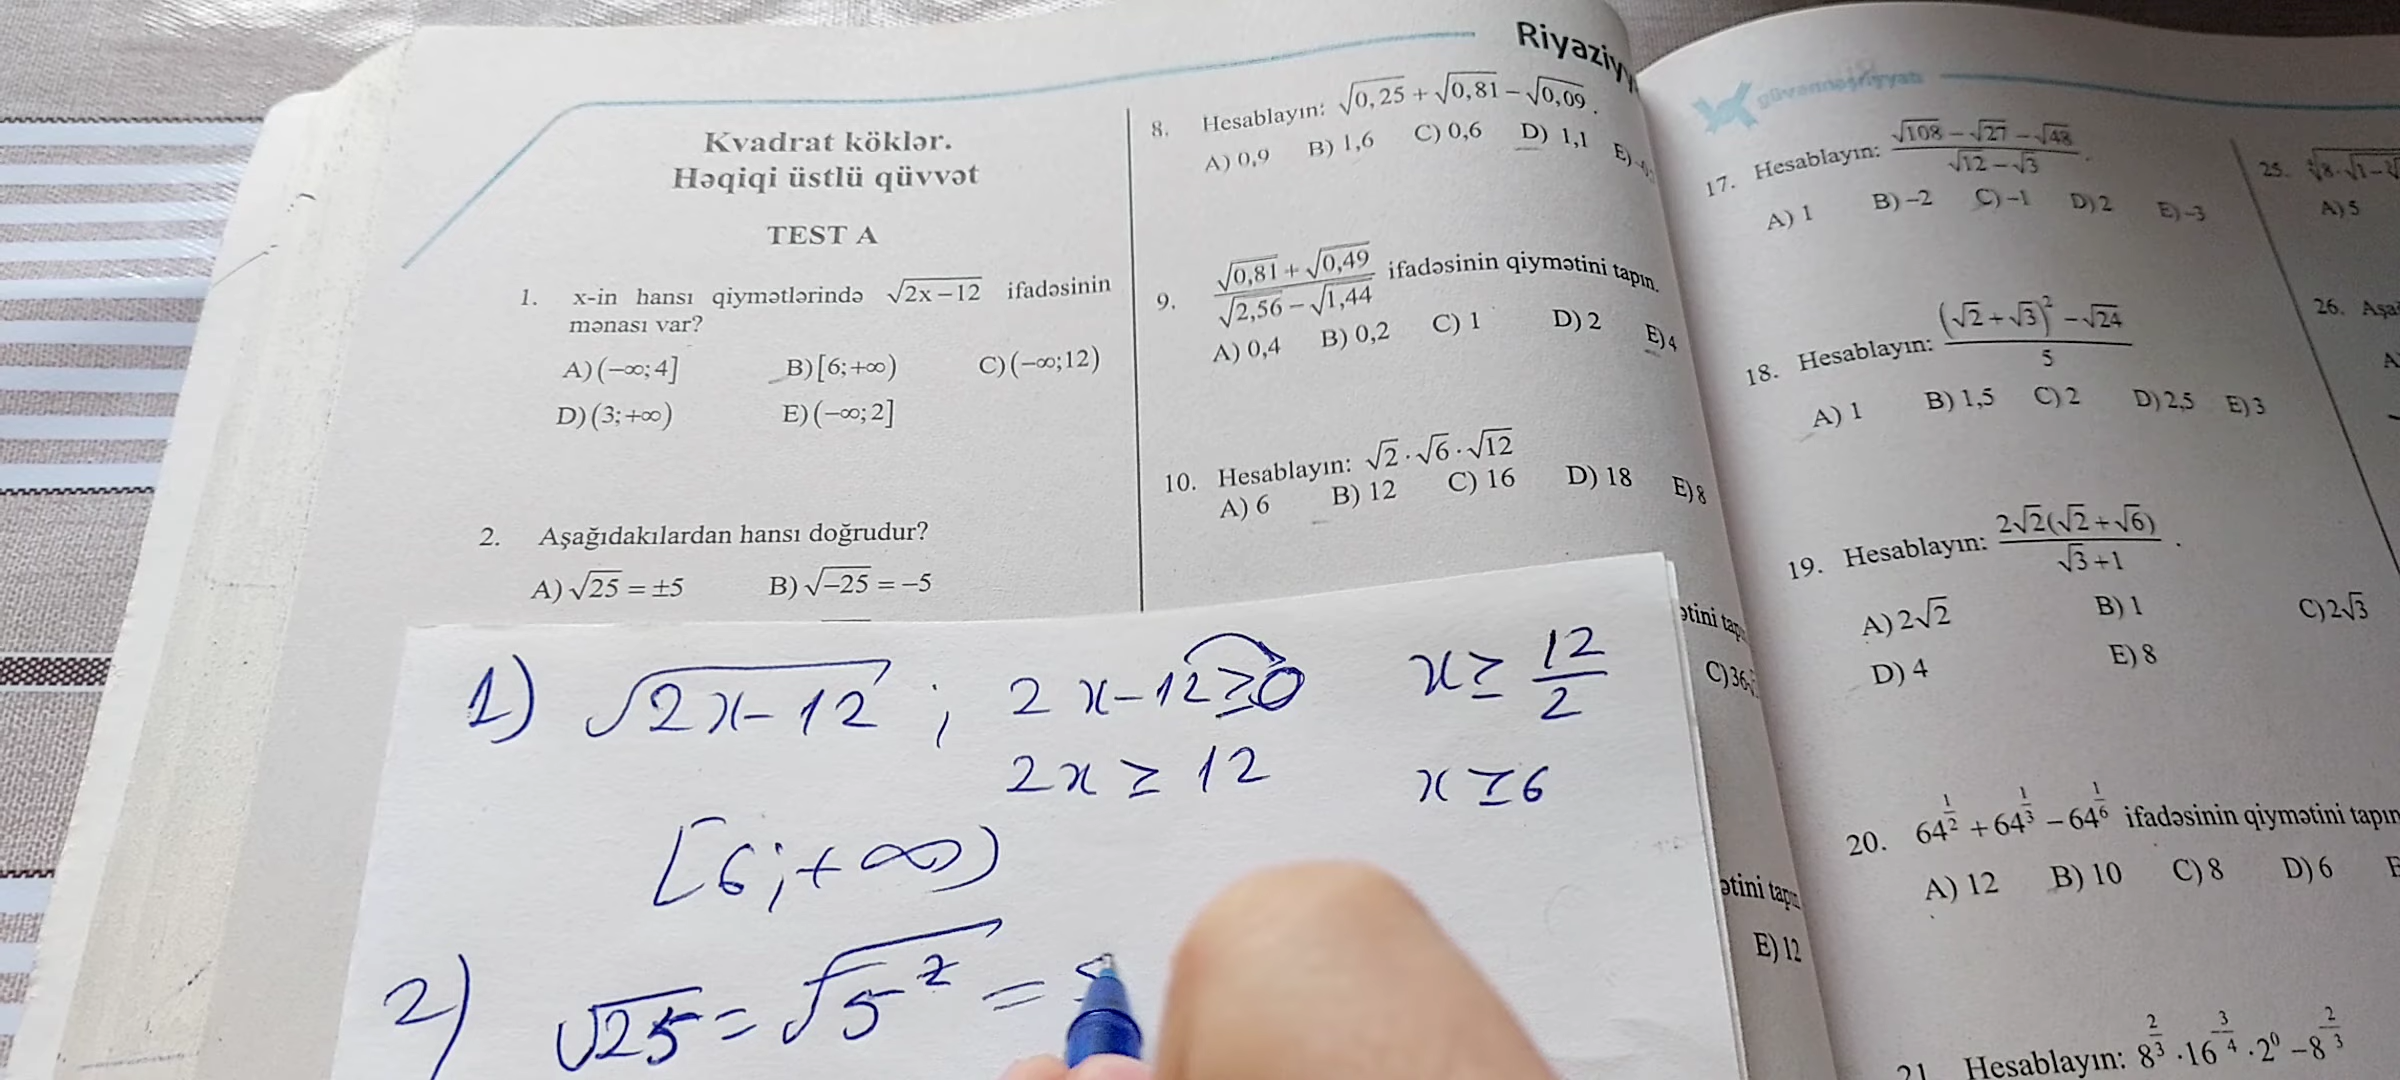 Kvadrat köklər.
Həqiqi üstlü qüvvət
TEST A
1. x-in hansı qiymətlərində √(2x−12) ifadəsinin
mənası var?
A) (−∞; 4] B) [6; +∞) C) (−∞; 12)
D) (3; +∞) E) (−∞; 2]
2. Aşağıdakılardan hansı doğrudur?
A) √25 = ±5 B) √−25 = −5
8. Hesablayın: √0,25 + √0,81 − √0,09.
A) 0,9 B) 1,6 C) 0,6 D) 1,1 E)
9. (√0,81 + √0,49)/(√2,56 − √1,44) ifadəsinin qiymətini tapın.
A) 0,4 B) 0,2 C) 1 D) 2 E) 4
10. Hesablayın: √2 · √6 · √12
A) 6 B) 12 C) 16 D) 18 E) 8
C) 36
E) 12
1) √(2x−12) ; 2x−12≥0 x ≥ 12/2
2x ≥ 12 x ≥ 6
[6; +∞)
2) √25 = √5² =
güvənnəşriyyatı
17. Hesablayın: (√108 − √27 − √48)/(√12 − √3).
A) 1 B) −2 C) −1 D) 2 E) −3
18. Hesablayın: ((√2 + √3)² − √24)/5
A) 1 B) 1,5 C) 2 D) 2,5 E) 3
19. Hesablayın: 2√2(√2 + √6)/(√3 + 1).
A) 2√2 B) 1 C) 2√3
D) 4 E) 8
20. 64^(1/2) + 64^(1/3) − 64^(1/6) ifadəsinin qiymətini
A) 12 B) 10 C) 8 D) 6
21. Hesablayın: 8^(2/3) · 16^(−3/4) · 2⁰ − 8^(2/3)
25.
A) 5
26.